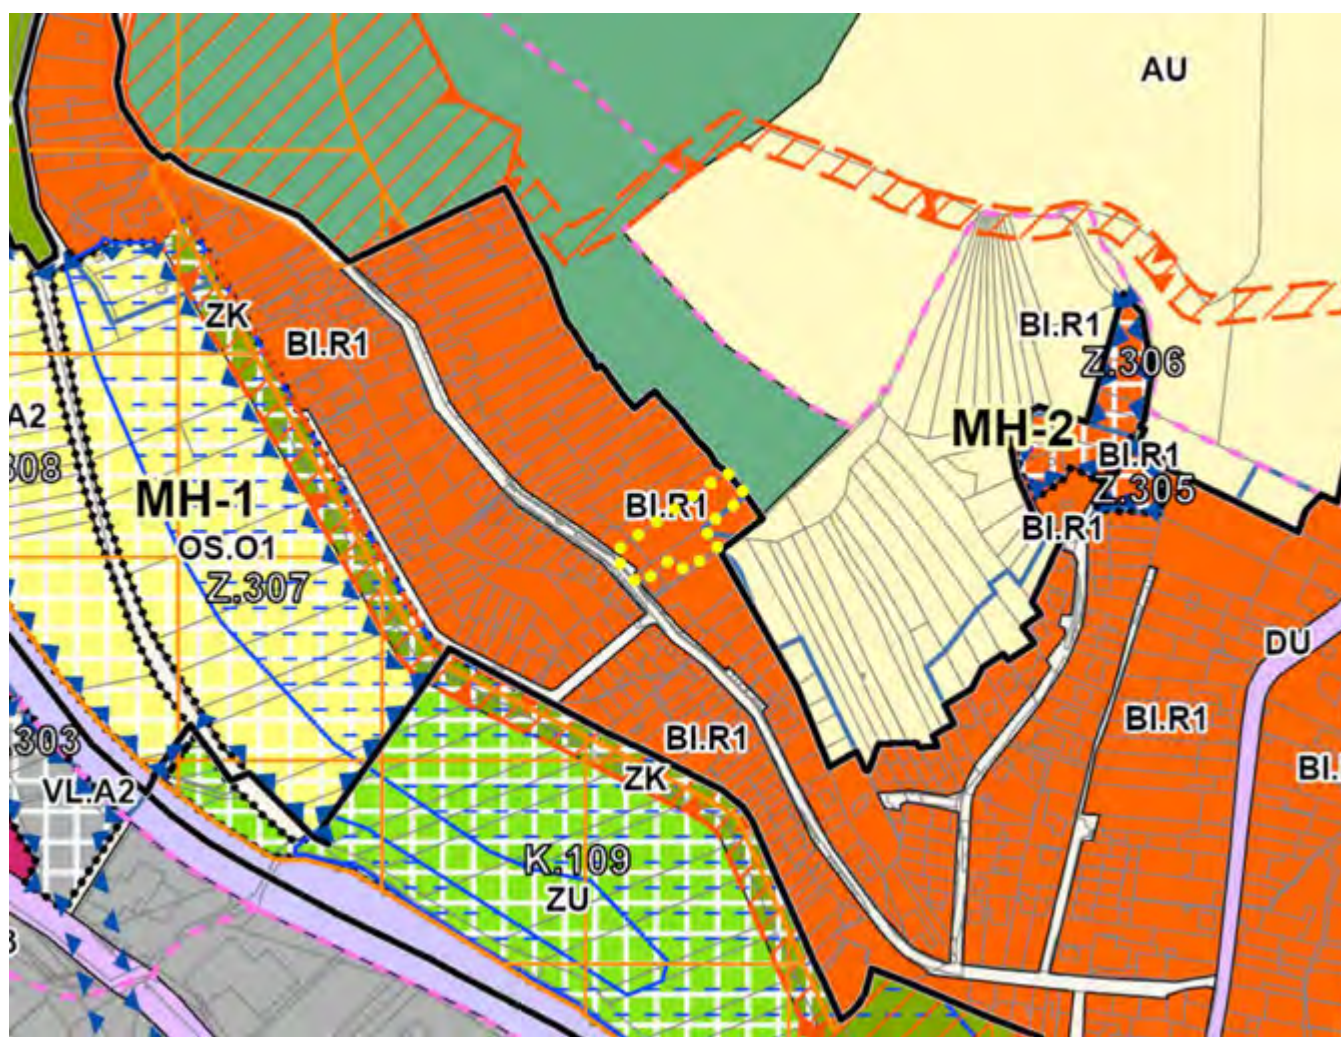 AU
ZK
BI.R1
BI.R1
Z.306
A2
308
MH-1
OS.O1
Z.307
BI.R1
MH-2
BI.R1
Z.305
BI.R1
DU
BI.R1
BI.R1
BI.
.303
VL.A2
ZK
K.109
ZU